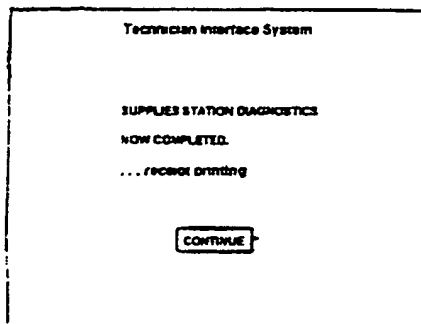 Technician Interface System
SUPPLIES STATION DIAGNOSTICS
NOW COMPLETED.
... receipt printing
CONTINUE